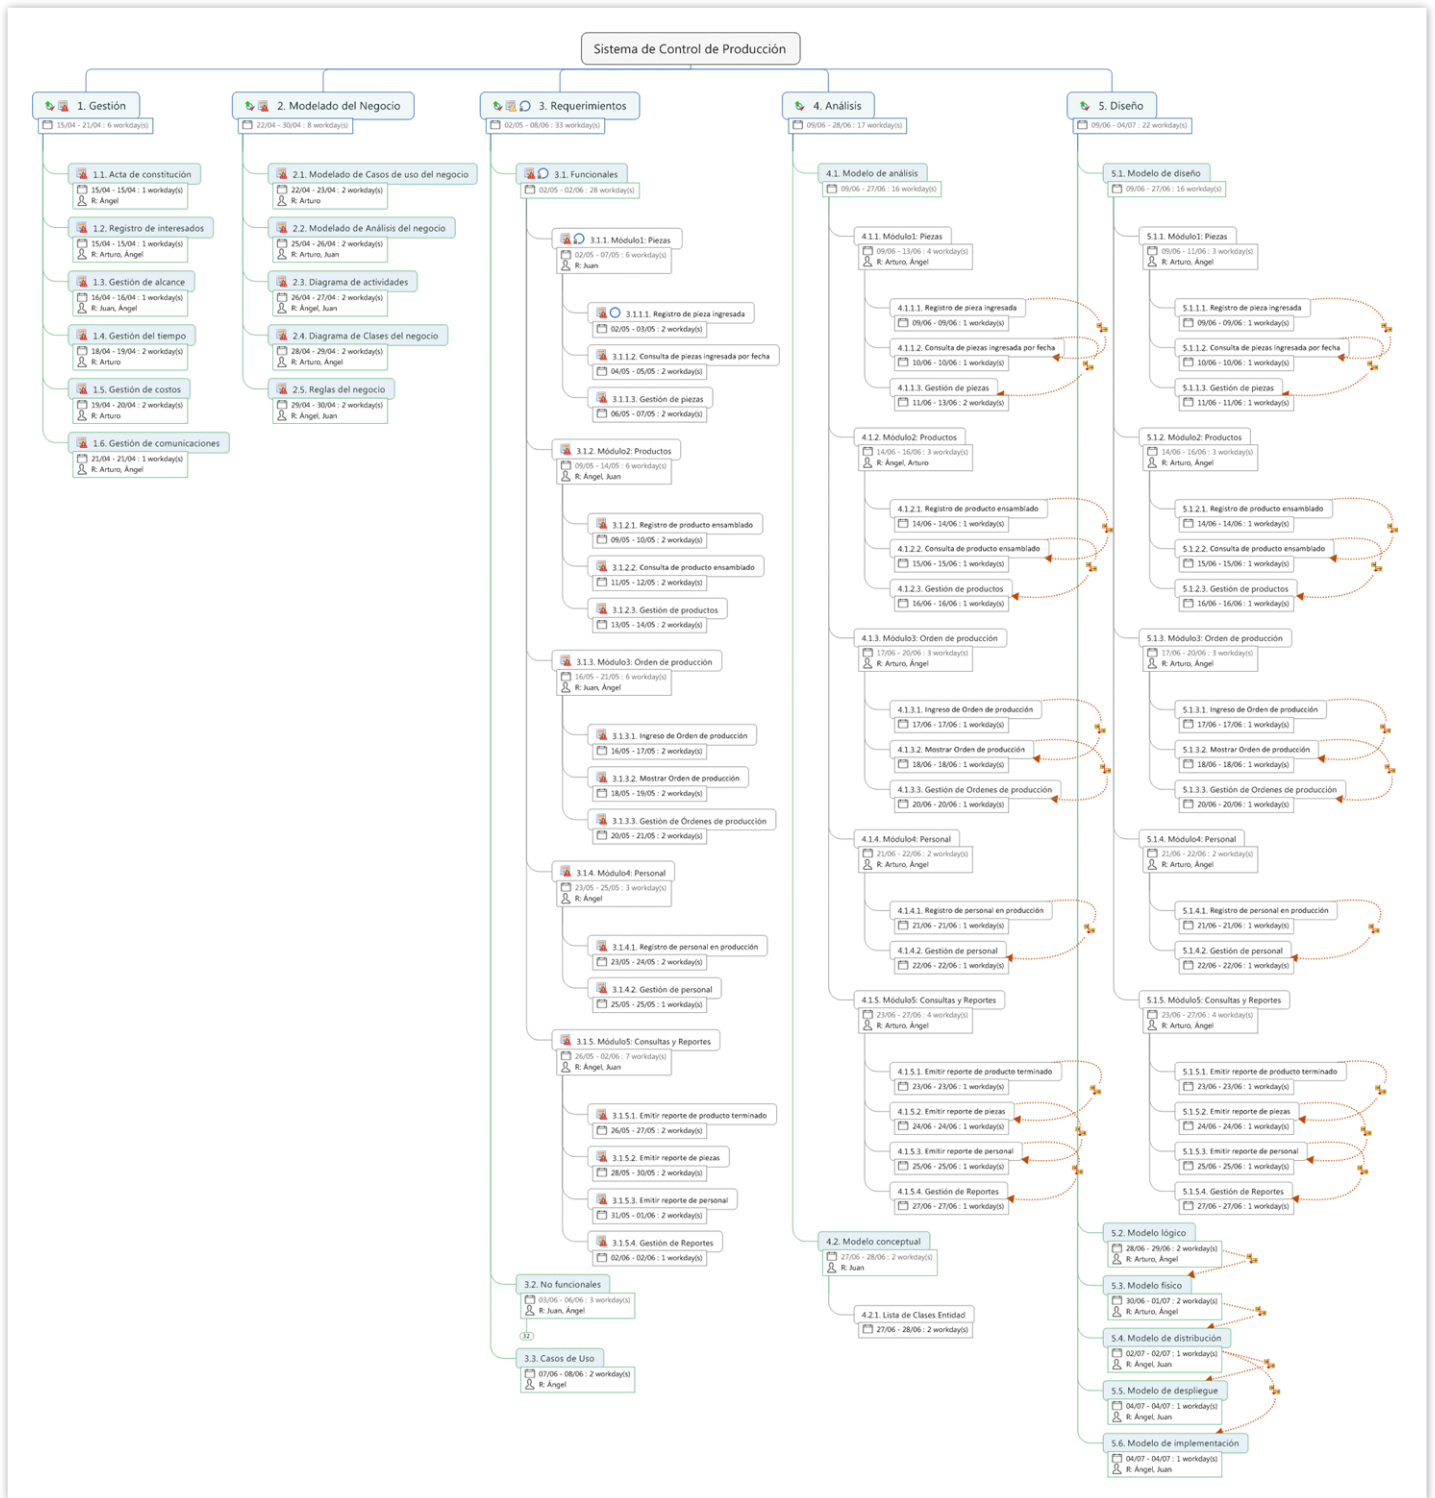 Sistema de Control de Producción
1. Gestión
15/04 - 21/04 : 6 workday(s)
1.1. Acta de constitución
15/04 - 15/04 : 1 workday(s)
R: Ángel
1.2. Registro de interesados
15/04 - 15/04 : 1 workday(s)
R: Arturo, Ángel
1.3. Gestión de alcance
16/04 - 16/04 : 1 workday(s)
R: Juan, Ángel
1.4. Gestión del tiempo
18/04 - 19/04 : 2 workday(s)
R: Arturo
1.5. Gestión de costos
19/04 - 20/04 : 2 workday(s)
R: Arturo
1.6. Gestión de comunicaciones
21/04 - 21/04 : 1 workday(s)
R: Arturo, Ángel
2. Modelado del Negocio
22/04 - 30/04 : 8 workday(s)
2.1. Modelado de Casos de uso del negocio
22/04 - 23/04 : 2 workday(s)
R: Arturo
2.2. Modelado de Análisis del negocio
25/04 - 26/04 : 2 workday(s)
R: Arturo, Juan
2.3. Diagrama de actividades
26/04 - 27/04 : 2 workday(s)
R: Ángel, Juan
2.4. Diagrama de Clases del negocio
28/04 - 29/04 : 2 workday(s)
R: Arturo, Ángel
2.5. Reglas del negocio
29/04 - 30/04 : 2 workday(s)
R: Ángel, Juan
3. Requerimientos
02/05 - 08/06 : 33 workday(s)
3.1. Funcionales
02/05 - 02/06 : 28 workday(s)
3.1.1. Módulo1: Piezas
02/05 - 07/05 : 6 workday(s)
R: Juan
3.1.1.1. Registro de pieza ingresada
02/05 - 03/05 : 2 workday(s)
3.1.1.2. Consulta de piezas ingresada por fecha
04/05 - 05/05 : 2 workday(s)
3.1.1.3. Gestión de piezas
06/05 - 07/05 : 2 workday(s)
3.1.2. Módulo2: Productos
09/05 - 14/05 : 6 workday(s)
R: Ángel, Juan
3.1.2.1. Registro de producto ensamblado
09/05 - 10/05 : 2 workday(s)
3.1.2.2. Consulta de producto ensamblado
11/05 - 12/05 : 2 workday(s)
3.1.2.3. Gestión de productos
13/05 - 14/05 : 2 workday(s)
3.1.3. Módulo3: Orden de producción
16/05 - 21/05 : 6 workday(s)
R: Juan, Ángel
3.1.3.1. Ingreso de Orden de producción
16/05 - 17/05 : 2 workday(s)
3.1.3.2. Mostrar Orden de producción
18/05 - 19/05 : 2 workday(s)
3.1.3.3. Gestión de Órdenes de producción
20/05 - 21/05 : 2 workday(s)
3.1.4. Módulo4: Personal
23/05 - 25/05 : 3 workday(s)
R: Ángel
3.1.4.1. Registro de personal en producción
23/05 - 24/05 : 2 workday(s)
3.1.4.2. Gestión de personal
25/05 - 25/05 : 1 workday(s)
3.1.5. Módulo5: Consultas y Reportes
26/05 - 02/06 : 7 workday(s)
R: Ángel, Juan
3.1.5.1. Emitir reporte de producto terminado
26/05 - 27/05 : 2 workday(s)
3.1.5.2. Emitir reporte de piezas
28/05 - 30/05 : 2 workday(s)
3.1.5.3. Emitir reporte de personal
31/05 - 01/06 : 2 workday(s)
3.1.5.4. Gestión de Reportes
02/06 - 02/06 : 1 workday(s)
3.2. No funcionales
03/06 - 06/06 : 3 workday(s)
R: Juan, Ángel
32
3.3. Casos de Uso
07/06 - 08/06 : 2 workday(s)
R: Ángel
4. Análisis
09/06 - 28/06 : 17 workday(s)
4.1. Modelo de análisis
09/06 - 27/06 : 16 workday(s)
4.1.1. Módulo1: Piezas
09/06 - 13/06 : 4 workday(s)
R: Arturo, Ángel
4.1.1.1. Registro de pieza ingresada
09/06 - 09/06 : 1 workday(s)
4.1.1.2. Consulta de piezas ingresada por fecha
10/06 - 10/06 : 1 workday(s)
4.1.1.3. Gestión de piezas
11/06 - 13/06 : 2 workday(s)
4.1.2. Módulo2: Productos
14/06 - 16/06 : 3 workday(s)
R: Ángel, Arturo
4.1.2.1. Registro de producto ensamblado
14/06 - 14/06 : 1 workday(s)
4.1.2.2. Consulta de producto ensamblado
15/06 - 15/06 : 1 workday(s)
4.1.2.3. Gestión de productos
16/06 - 16/06 : 1 workday(s)
4.1.3. Módulo3: Orden de producción
17/06 - 20/06 : 3 workday(s)
R: Arturo, Ángel
4.1.3.1. Ingreso de Orden de producción
17/06 - 17/06 : 1 workday(s)
4.1.3.2. Mostrar Orden de producción
18/06 - 18/06 : 1 workday(s)
4.1.3.3. Gestión de Ordenes de producción
20/06 - 20/06 : 1 workday(s)
4.1.4. Módulo4: Personal
21/06 - 22/06 : 2 workday(s)
R: Arturo, Ángel
4.1.4.1. Registro de personal en producción
21/06 - 21/06 : 1 workday(s)
4.1.4.2. Gestión de personal
22/06 - 22/06 : 1 workday(s)
4.1.5. Módulo5: Consultas y Reportes
23/06 - 27/06 : 4 workday(s)
R: Arturo, Ángel
4.1.5.1. Emitir reporte de producto terminado
23/06 - 23/06 : 1 workday(s)
4.1.5.2. Emitir reporte de piezas
24/06 - 24/06 : 1 workday(s)
4.1.5.3. Emitir reporte de personal
25/06 - 25/06 : 1 workday(s)
4.1.5.4. Gestión de Reportes
27/06 - 27/06 : 1 workday(s)
4.2. Modelo conceptual
27/06 - 28/06 : 2 workday(s)
R: Juan
4.2.1. Lista de Clases Entidad
27/06 - 28/06 : 2 workday(s)
5. Diseño
09/06 - 04/07 : 22 workday(s)
5.1. Modelo de diseño
09/06 - 27/06 : 16 workday(s)
5.1.1. Módulo1: Piezas
09/06 - 11/06 : 3 workday(s)
R: Arturo, Ángel
5.1.1.1. Registro de pieza ingresada
09/06 - 09/06 : 1 workday(s)
5.1.1.2. Consulta de piezas ingresada por fecha
10/06 - 10/06 : 1 workday(s)
5.1.1.3. Gestión de piezas
11/06 - 11/06 : 1 workday(s)
5.1.2. Módulo2: Productos
14/06 - 16/06 : 3 workday(s)
R: Arturo, Ángel
5.1.2.1. Registro de producto ensamblado
14/06 - 14/06 : 1 workday(s)
5.1.2.2. Consulta de producto ensamblado
15/06 - 15/06 : 1 workday(s)
5.1.2.3. Gestión de productos
16/06 - 16/06 : 1 workday(s)
5.1.3. Módulo3: Orden de producción
17/06 - 20/06 : 3 workday(s)
R: Arturo, Ángel
5.1.3.1. Ingreso de Orden de producción
17/06 - 17/06 : 1 workday(s)
5.1.3.2. Mostrar Orden de producción
18/06 - 18/06 : 1 workday(s)
5.1.3.3. Gestión de Ordenes de producción
20/06 - 20/06 : 1 workday(s)
5.1.4. Módulo4: Personal
21/06 - 22/06 : 2 workday(s)
R: Arturo, Ángel
5.1.4.1. Registro de personal en producción
21/06 - 21/06 : 1 workday(s)
5.1.4.2. Gestión de personal
22/06 - 22/06 : 1 workday(s)
5.1.5. Módulo5: Consultas y Reportes
23/06 - 27/06 : 4 workday(s)
R: Arturo, Ángel
5.1.5.1. Emitir reporte de producto terminado
23/06 - 23/06 : 1 workday(s)
5.1.5.2. Emitir reporte de piezas
24/06 - 24/06 : 1 workday(s)
5.1.5.3. Emitir reporte de personal
25/06 - 25/06 : 1 workday(s)
5.1.5.4. Gestión de Reportes
27/06 - 27/06 : 1 workday(s)
5.2. Modelo lógico
28/06 - 29/06 : 2 workday(s)
R: Arturo, Ángel
5.3. Modelo físico
30/06 - 01/07 : 2 workday(s)
R: Arturo, Ángel
5.4. Modelo de distribución
02/07 - 02/07 : 1 workday(s)
R: Ángel, Juan
5.5. Modelo de despliegue
04/07 - 04/07 : 1 workday(s)
R: Ángel, Juan
5.6. Modelo de implementación
04/07 - 04/07 : 1 workday(s)
R: Ángel, Juan